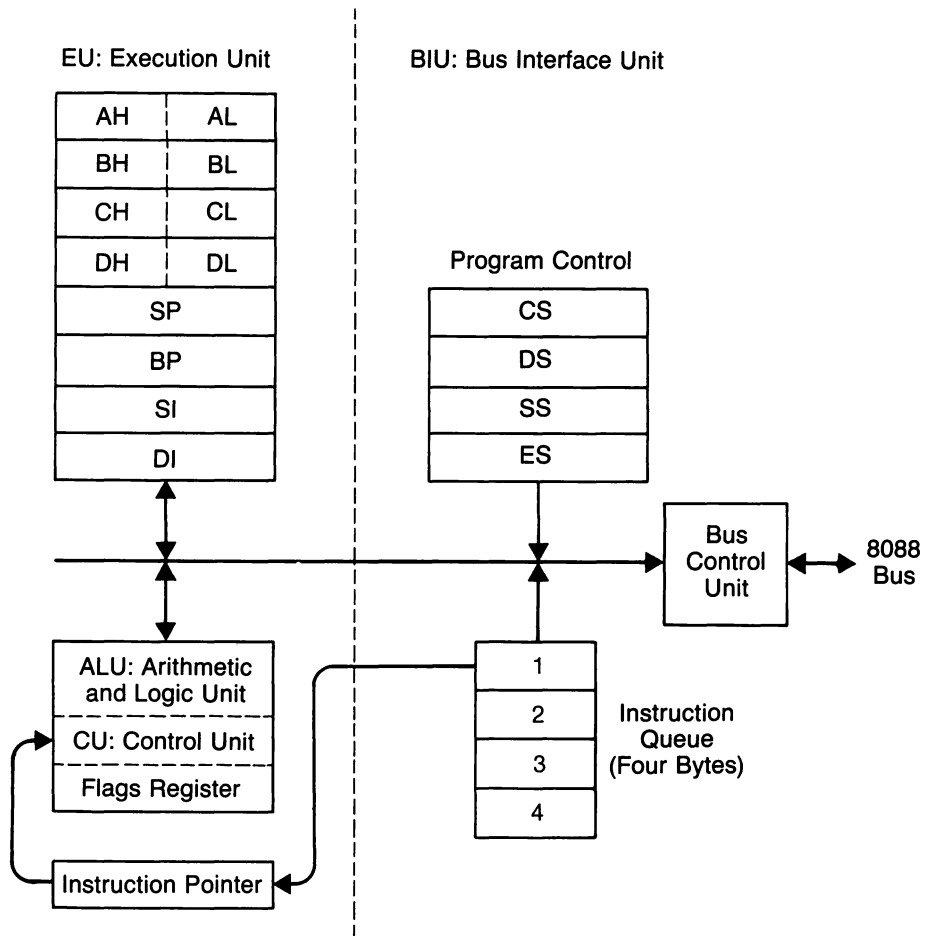 EU: Execution Unit
BIU: Bus Interface Unit
AH AL
BH BL
CH CL
DH DL
SP
BP
SI
DI
Program Control
CS
DS
SS
ES
Bus
Control
Unit
8088
Bus
ALU: Arithmetic
and Logic Unit
CU: Control Unit
Flags Register
Instruction Pointer
1
2
3
4
Instruction
Queue
(Four Bytes)